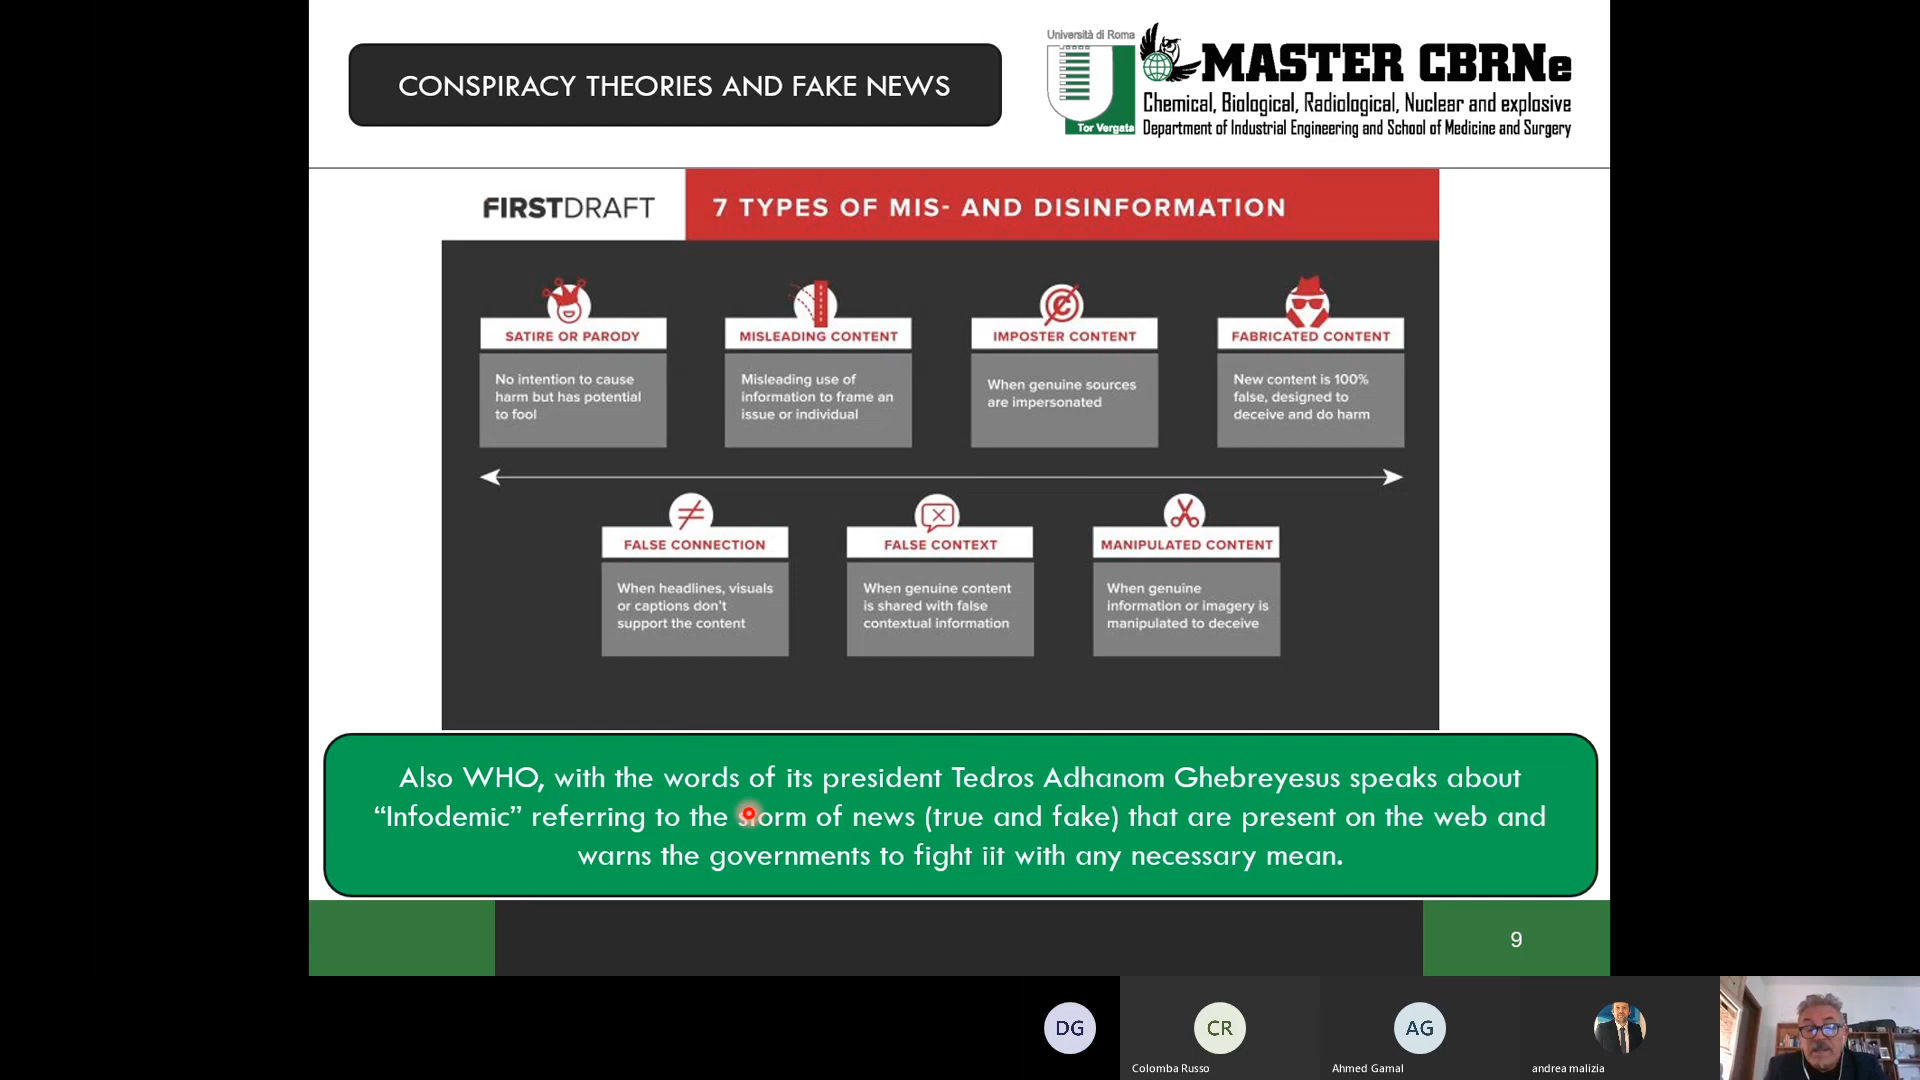 CONSPIRACY THEORIES AND FAKE NEWS
Università di Roma
Tor Vergata
MASTER CBRNe
Chemical, Biological, Radiological, Nuclear and explosive
Department of Industrial Engineering and School of Medicine and Surgery
FIRSTDRAFT
7 TYPES OF MIS- AND DISINFORMATION
SATIRE OR PARODY
No intention to cause
harm but has potential
to fool
MISLEADING CONTENT
Misleading use of
information to frame an
issue or individual
IMPOSTER CONTENT
When genuine sources
are impersonated
FABRICATED CONTENT
New content is 100%
false, designed to
deceive and do harm
FALSE CONNECTION
When headlines, visuals
or captions don't
support the content
FALSE CONTEXT
When genuine content
is shared with false
contextual information
MANIPULATED CONTENT
When genuine
information or imagery is
manipulated to deceive
Also WHO, with the words of its president Tedros Adhanom Ghebreyesus speaks about
“Infodemic” referring to the storm of news (true and fake) that are present on the web and
warns the governments to fight iit with any necessary mean.
9
DG
CR
Colomba Russo
AG
Ahmed Gamal
andrea malizia